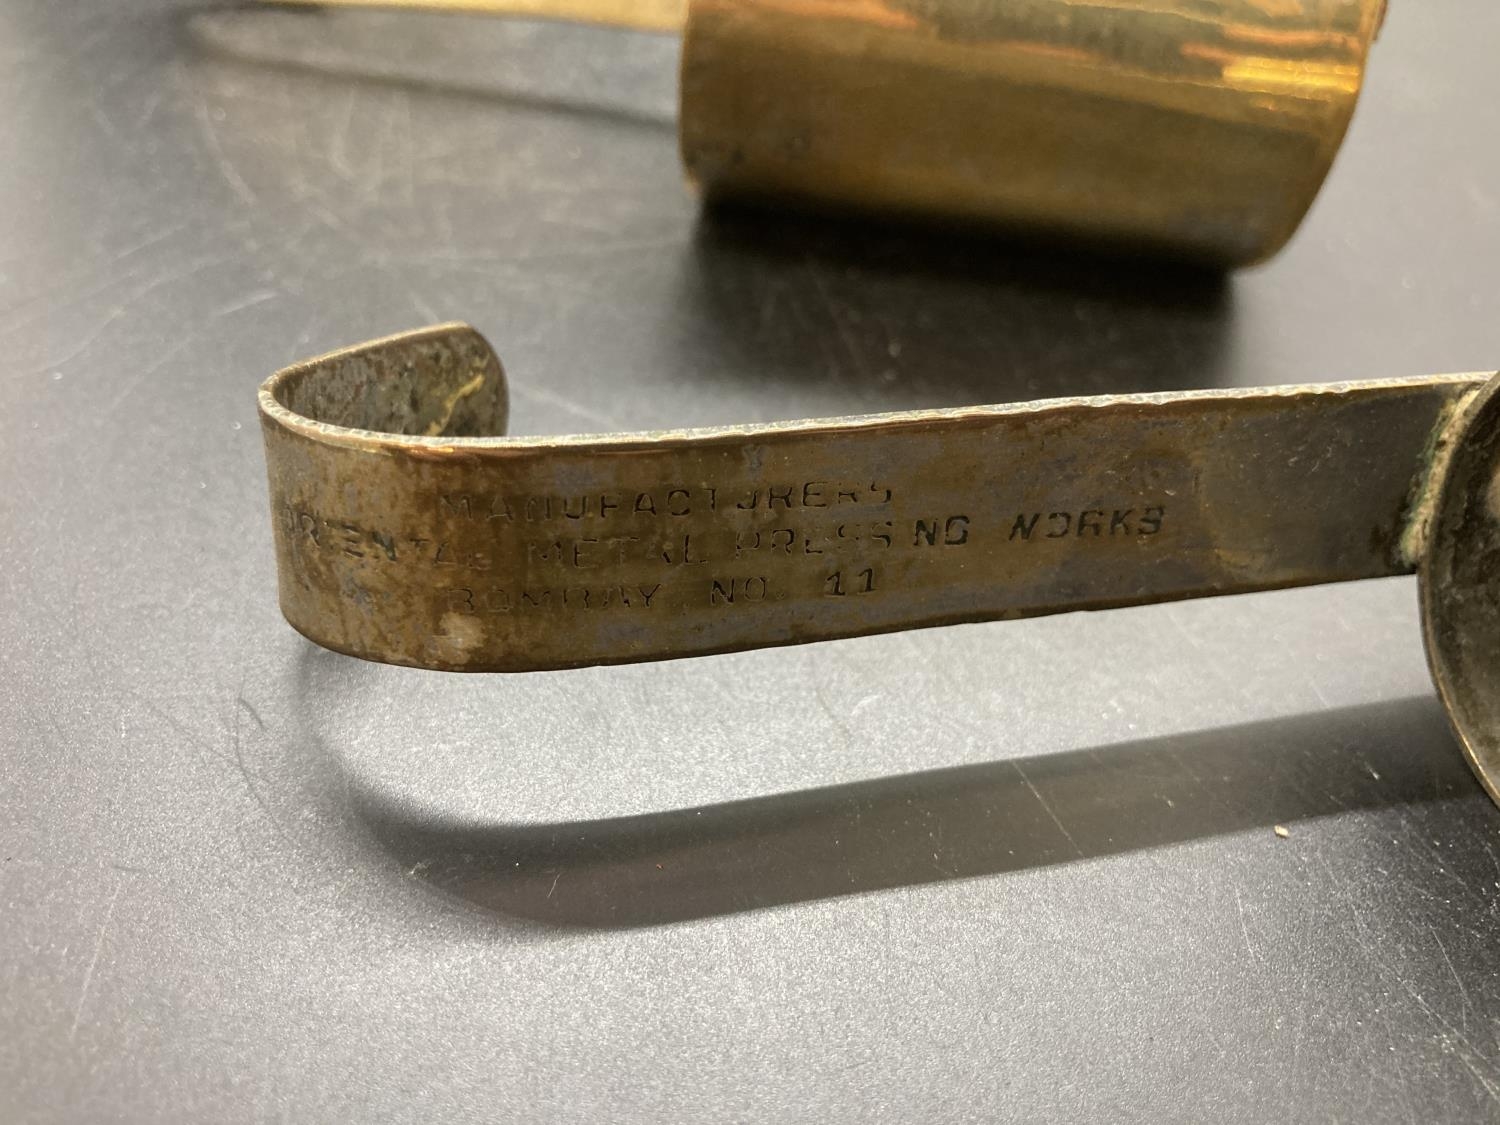 MANUFACTURERS
ORIENTAL METAL PRESSING WORKS
BOMBAY. NO. 11